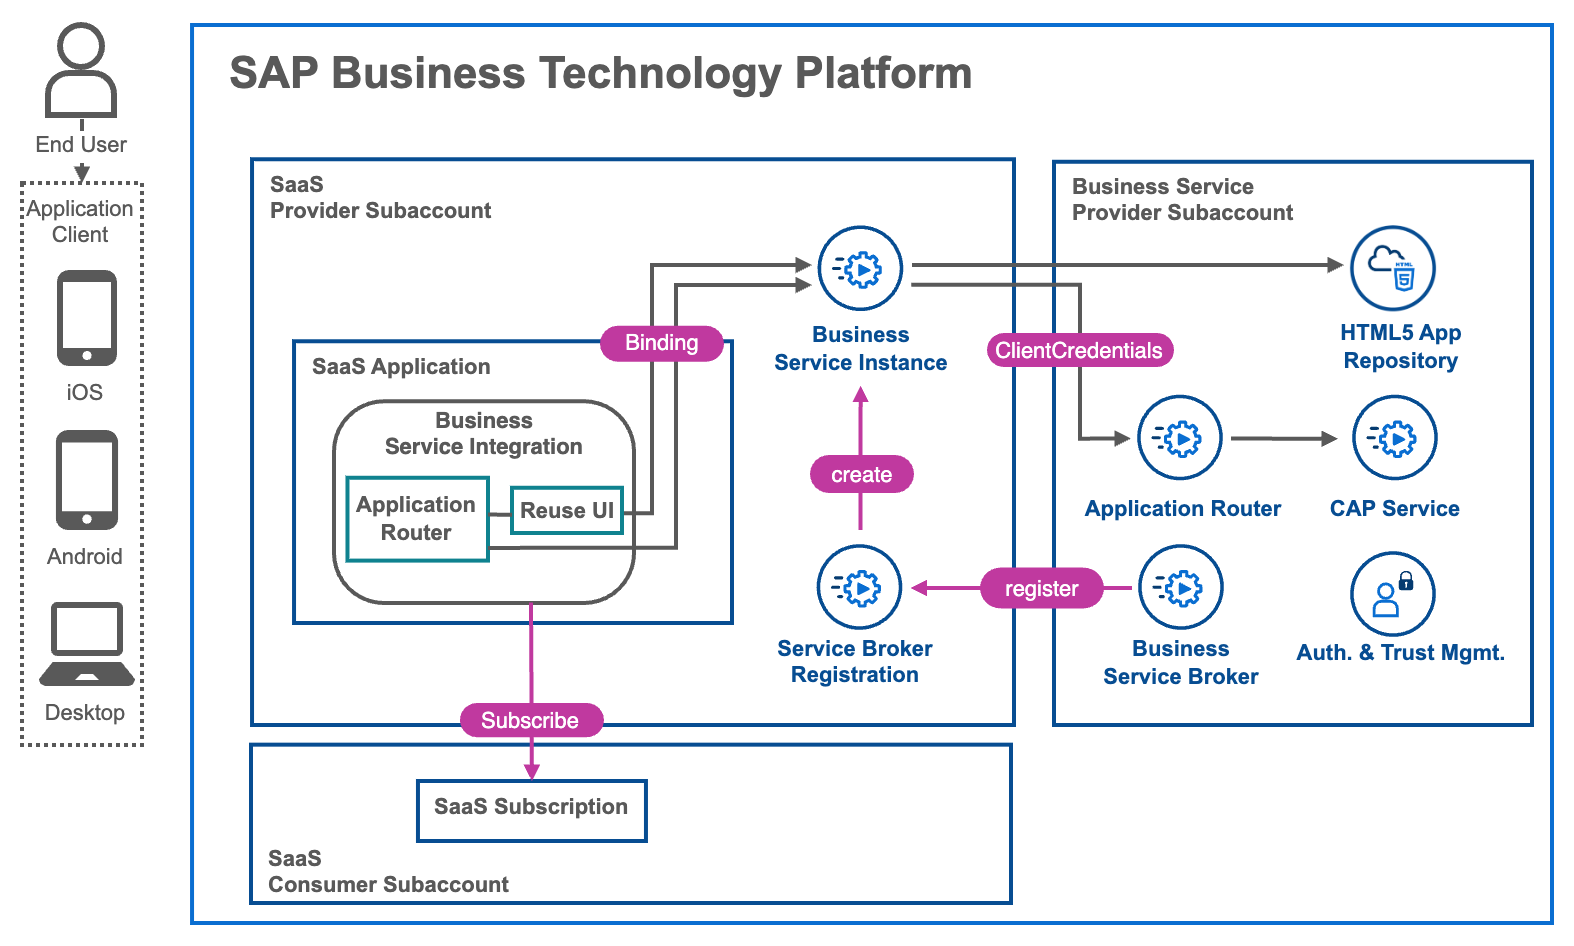 End User
Application
Client
iOS
Android
Desktop
SAP Business Technology Platform
SaaS
Provider Subaccount
SaaS Application
Binding
Business
Service Integration
Application
Router
Reuse UI
Business
Service Instance
create
Service Broker
Registration
register
ClientCredentials
Business Service
Provider Subaccount
HTML
5
HTML5 App
Repository
Application Router
CAP Service
Business
Service Broker
Auth. & Trust Mgmt.
Subscribe
SaaS Subscription
SaaS
Consumer Subaccount